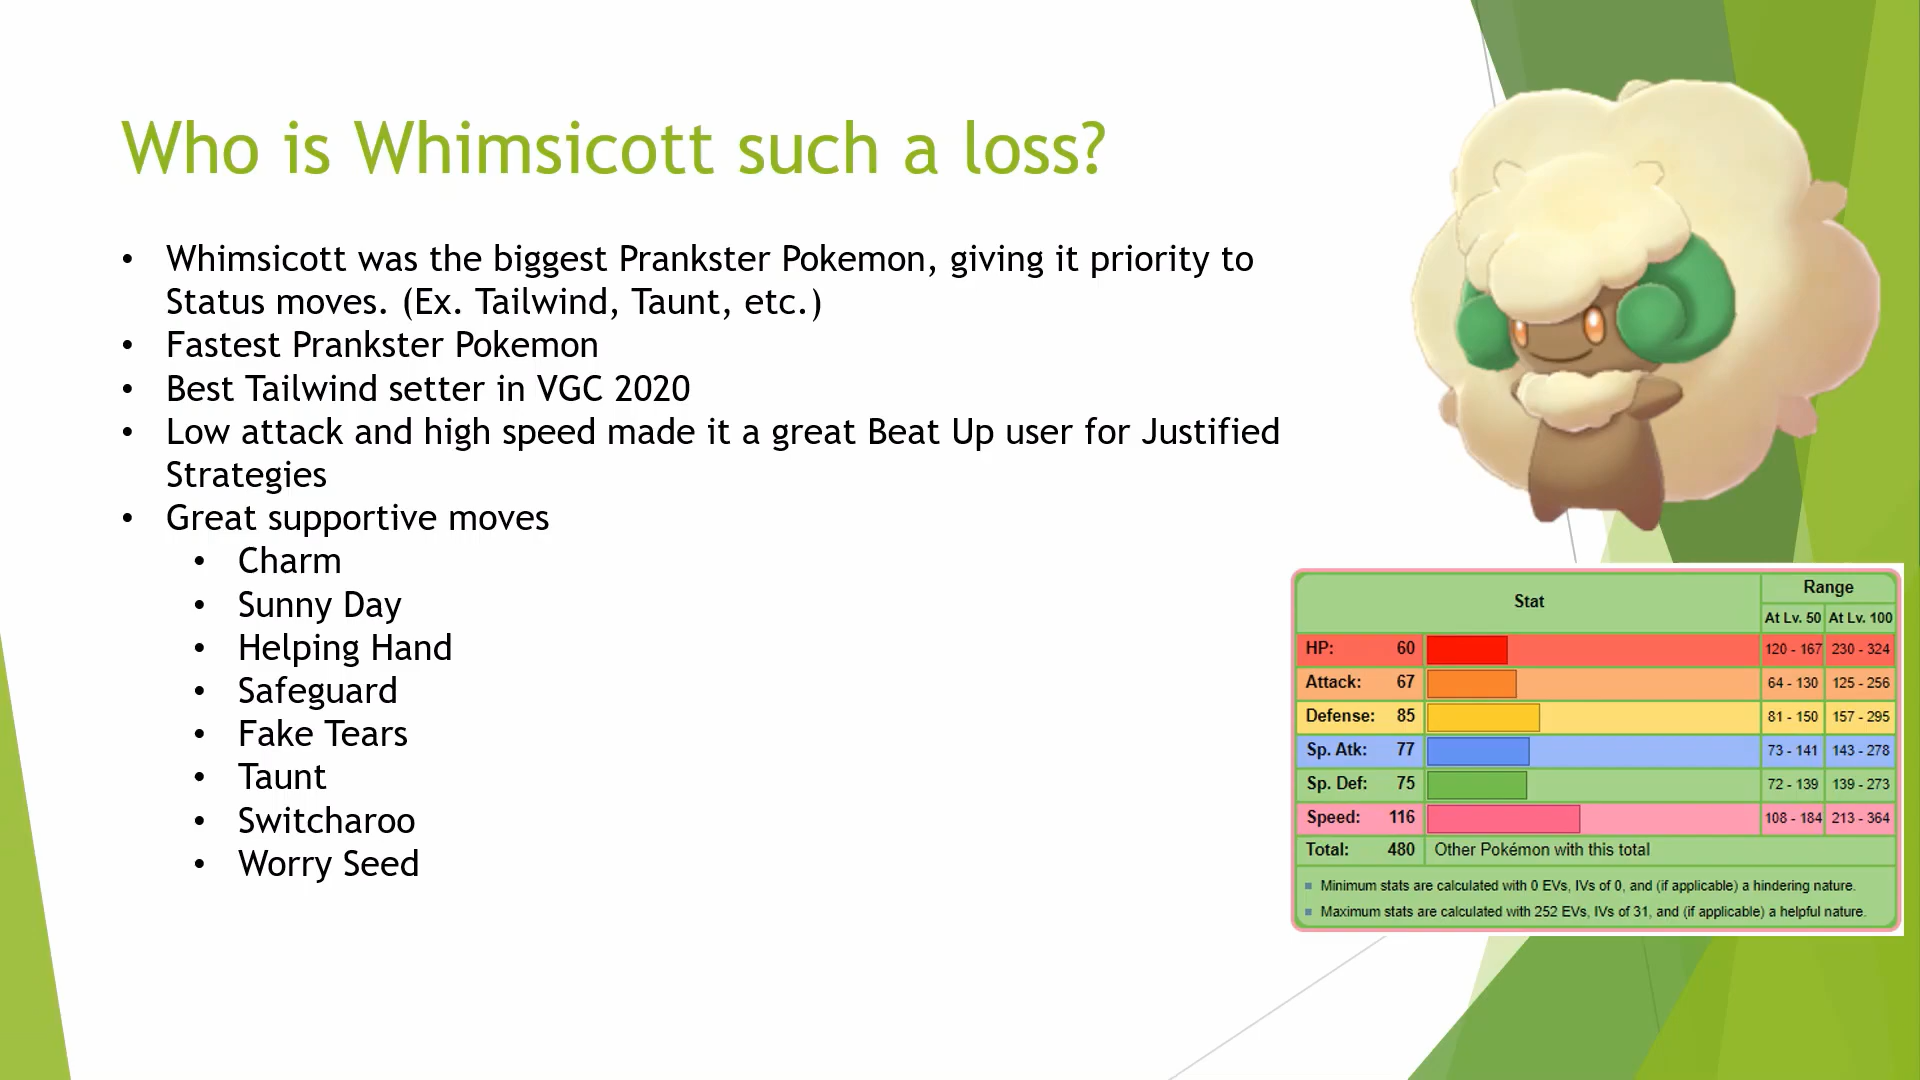 Who is Whimsicott such a loss?
• Whimsicott was the biggest Prankster Pokemon, giving it priority to
Status moves. (Ex. Tailwind, Taunt, etc.)
• Fastest Prankster Pokemon
• Best Tailwind setter in VGC 2020
• Low attack and high speed made it a great Beat Up user for Justified
Strategies
• Great supportive moves
• Charm
• Sunny Day
• Helping Hand
• Safeguard
• Fake Tears
• Taunt
• Switcharoo
• Worry Seed
Stat Range
At Lv. 50 At Lv. 100
HP: 60 120 - 167 230 - 324
Attack: 67 64 - 130 125 - 256
Defense: 85 81 - 150 157 - 295
Sp. Atk: 77 73 - 141 143 - 278
Sp. Def: 75 72 - 139 139 - 273
Speed: 116 108 - 184 213 - 364
Total: 480 Other Pokémon with this total
Minimum stats are calculated with 0 EVs, IVs of 0, and (if applicable) a hindering nature.
Maximum stats are calculated with 252 EVs, IVs of 31, and (if applicable) a helpful nature.